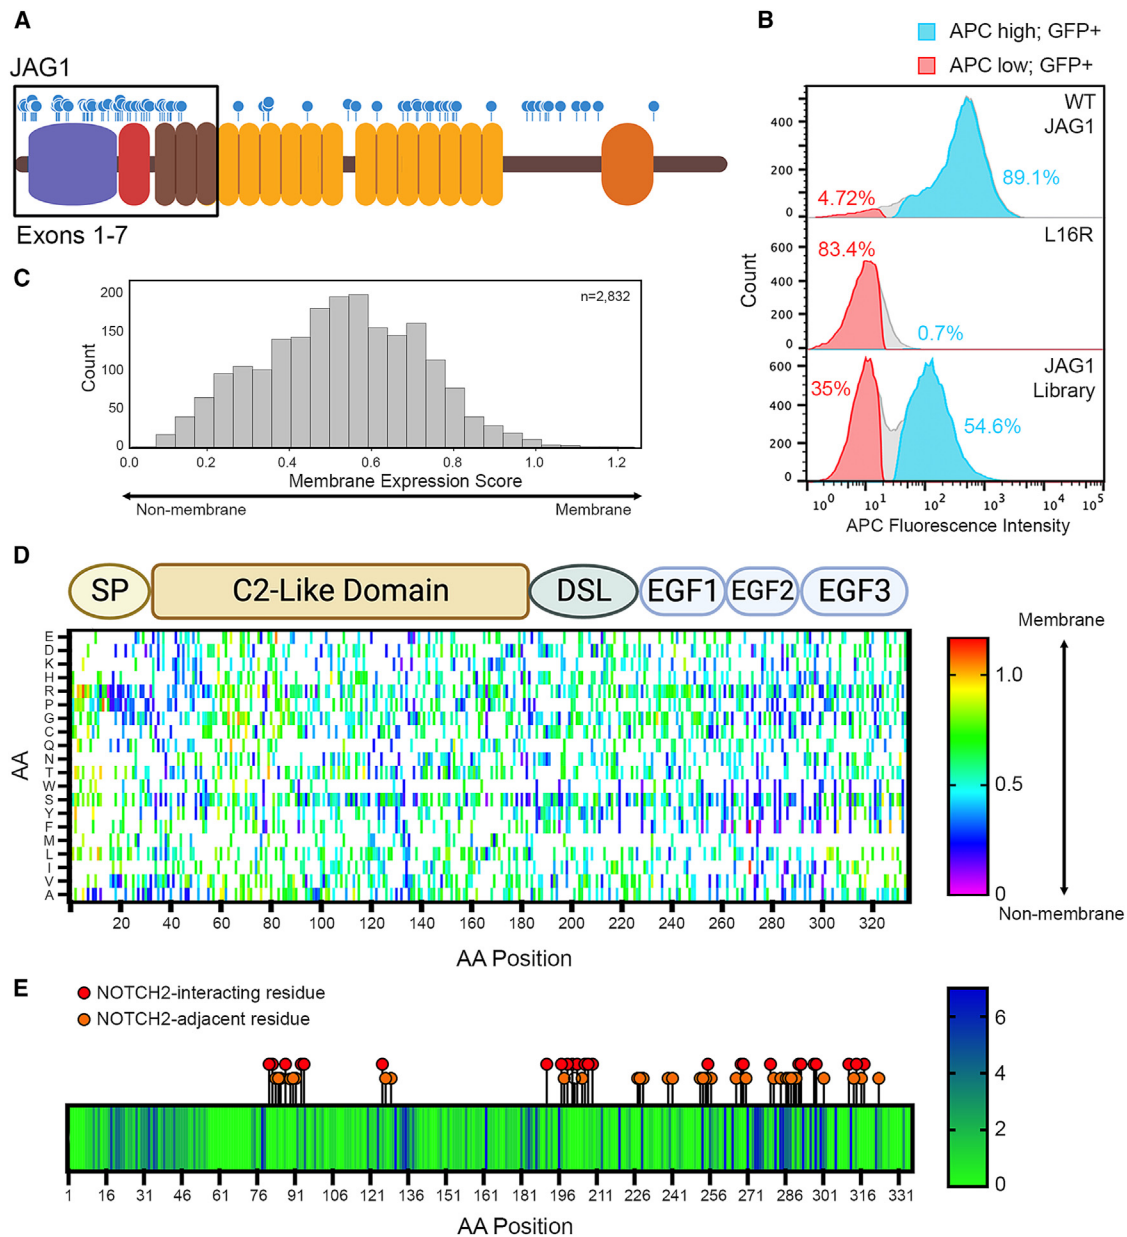 A
JAG1
Exons 1-7
B
APC high; GFP+
APC low; GFP+
WT
JAG1
400
200
0
4.72%
89.1%
L16R
600
400
200
0
83.4%
0.7%
JAG1
Library
600
400
200
0
35%
54.6%
Count
10^0 10^1 10^2 10^3 10^4 10^5
APC Fluorescence Intensity
C
n=2,832
200
150
100
50
0
Count
0.0 0.2 0.4 0.6 0.8 1.0 1.2
Membrane Expression Score
Non-membrane Membrane
D
SP C2-Like Domain DSL EGF1 EGF2 EGF3
E
D
K
H
R
P
G
C
Q
N
T
W
S
Y
F
M
L
I
V
A
AA
20 40 60 80 100 120 140 160 180 200 220 240 260 280 300 320
AA Position
1.0
0.5
0
Membrane
Non-membrane
E
NOTCH2-interacting residue
NOTCH2-adjacent residue
1 16 31 46 61 76 91 106 121 136 151 161 181 196 211 226 241 256 271 286 301 316 331
AA Position
6
4
2
0